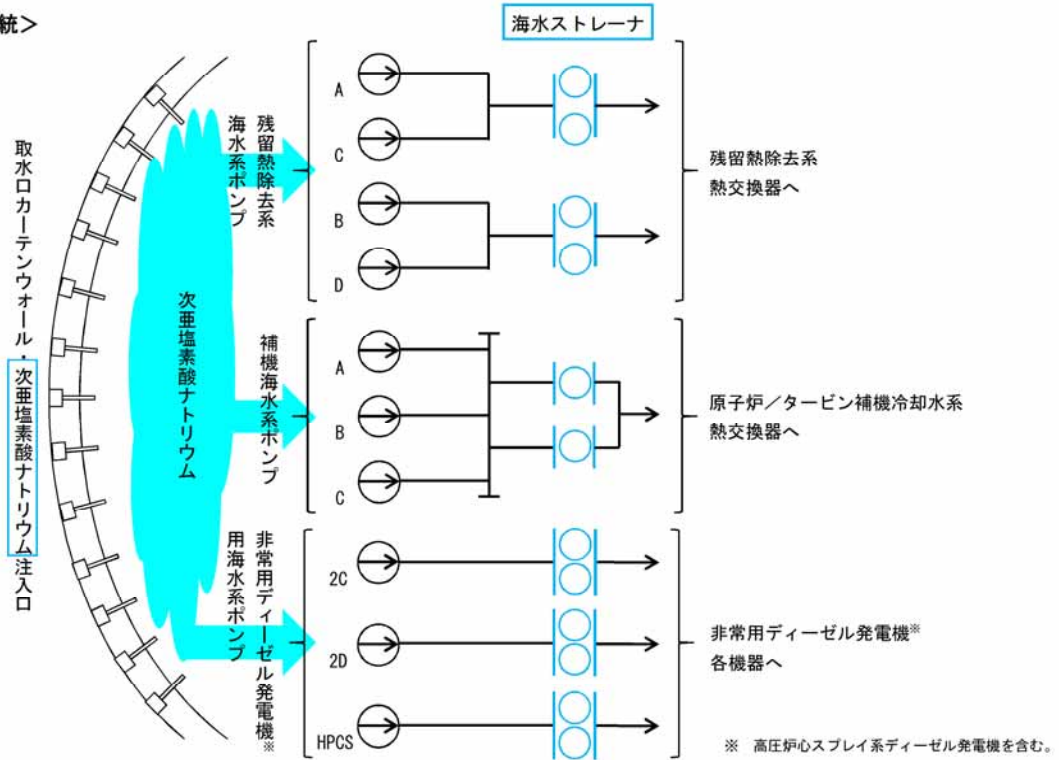 統＞
海水ストレーナ
取水口カーテンウォール・次亜塩素酸ナトリウム注入口
次亜塩素酸ナトリウム
残留熱除去系
海水系ポンプ
A
C
B
D
残留熱除去系
熱交換器へ
補機海水系ポンプ
A
B
C
原子炉／タービン補機冷却水系
熱交換器へ
非常用ディーゼル発電機※
用海水系ポンプ
2C
2D
HPCS
非常用ディーゼル発電機※
各機器へ
※　高圧炉心スプレイ系ディーゼル発電機を含む。